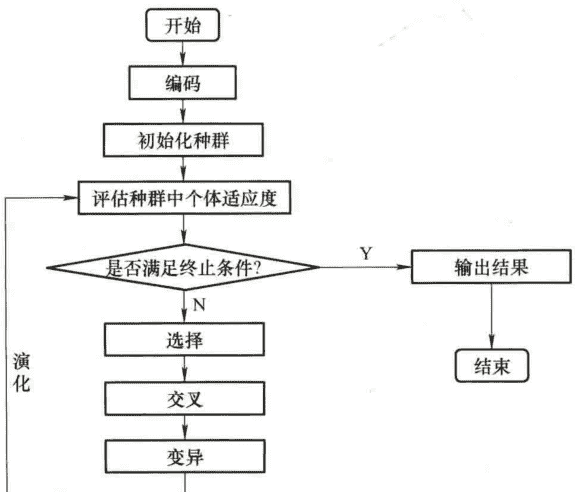 开始
编码
初始化种群
评估种群中个体适应度
是否满足终止条件?
Y
输出结果
N
选择
结束
演化
交叉
变异